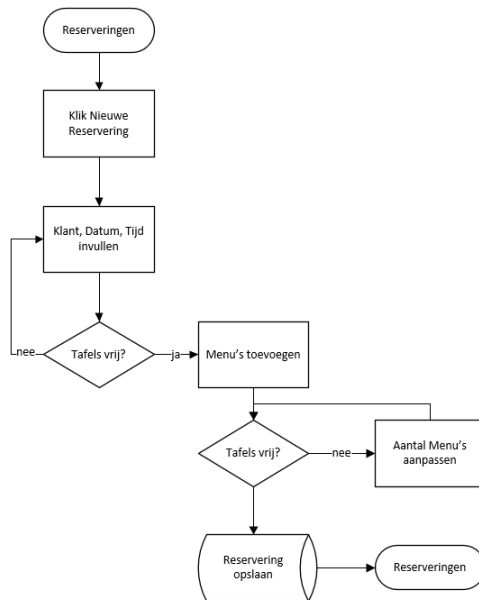 Reserveringen
Klik Nieuwe
Reservering
Klant, Datum, Tijd
invullen
nee
Tafels vrij?
ja
Menu's toevoegen
Tafels vrij?
nee
Aantal Menu's
aanpassen
Reservering
opslaan
Reserveringen